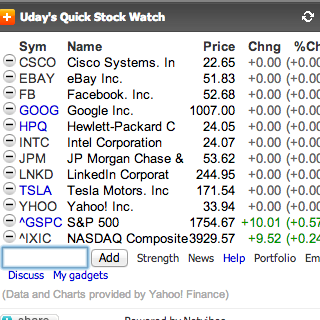 Uday's Quick Stock Watch
Sym Name Price Chng %Ch
CSCO Cisco Systems. In 22.65 +0.00 (+0.0
EBAY eBay Inc. 51.83 +0.00 (+0.0
FB Facebook. Inc. 52.68 +0.00 (+0.0
GOOG Google Inc. 1007.00 +0.00 (+0.0
HPQ Hewlett-Packard C 24.05 +0.00 (+0.0
INTC Intel Corporation 24.07 +0.00 (+0.0
JPM JP Morgan Chase & 53.62 +0.00 (+0.0
LNKD LinkedIn Corporat 244.95 +0.00 (+0.0
TSLA Tesla Motors. Inc 171.54 +0.00 (+0.0
YHOO Yahoo! Inc. 33.94 +0.00 (+0.0
^GSPC S&P 500 1754.67 +10.01 (+0.57
^IXIC NASDAQ Composite 3929.57 +9.52 (+0.24
Add Strength News Help Portfolio Em
Discuss My gadgets
(Data and Charts provided by Yahoo! Finance)
share Powered by Netvibes